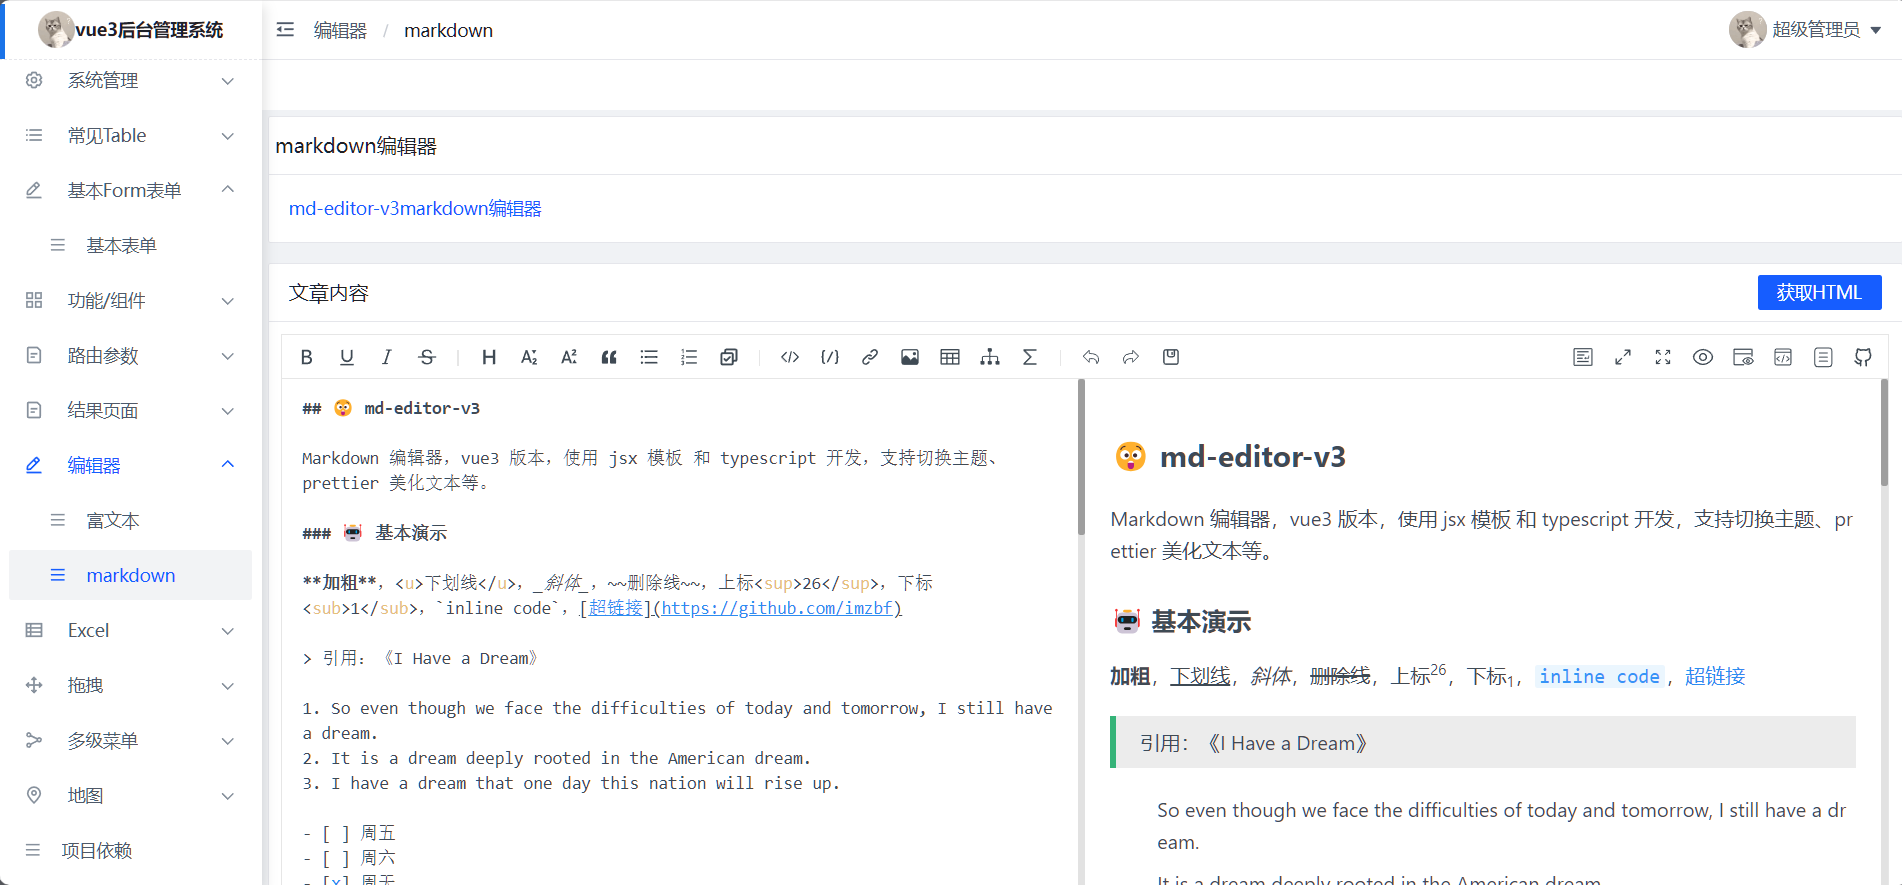 vue3后台管理系统
编辑器 / markdown
超级管理员
系统管理
常见Table
基本Form表单
基本表单
功能/组件
路由参数
结果页面
编辑器
富文本
markdown
Excel
拖拽
多级菜单
地图
项目依赖
markdown编辑器
md-editor-v3markdown编辑器
文章内容
获取HTML
## 😲 md-editor-v3
Markdown 编辑器，vue3 版本，使用 jsx 模板 和 typescript 开发，支持切换主题、
prettier 美化文本等。
### 🤖 基本演示
**加粗**，<u>下划线</u>，_斜体_，~~删除线~~，上标<sup>26</sup>，下标
<sub>1</sub>，`inline code`，[超链接](https://github.com/imzbf)
> 引用：《I Have a Dream》
1. So even though we face the difficulties of today and tomorrow, I still have
a dream.
2. It is a dream deeply rooted in the American dream.
3. I have a dream that one day this nation will rise up.
- [ ] 周五
- [ ] 周六
- [x] 周天
😲 md-editor-v3
Markdown 编辑器，vue3 版本，使用 jsx 模板 和 typescript 开发，支持切换主题、pr
ettier 美化文本等。
🤖 基本演示
加粗，下划线，斜体，删除线，上标26，下标1，inline code，超链接
引用：《I Have a Dream》
So even though we face the difficulties of today and tomorrow, I still have a dr
eam.
It is a dream deeply rooted in the American dream.